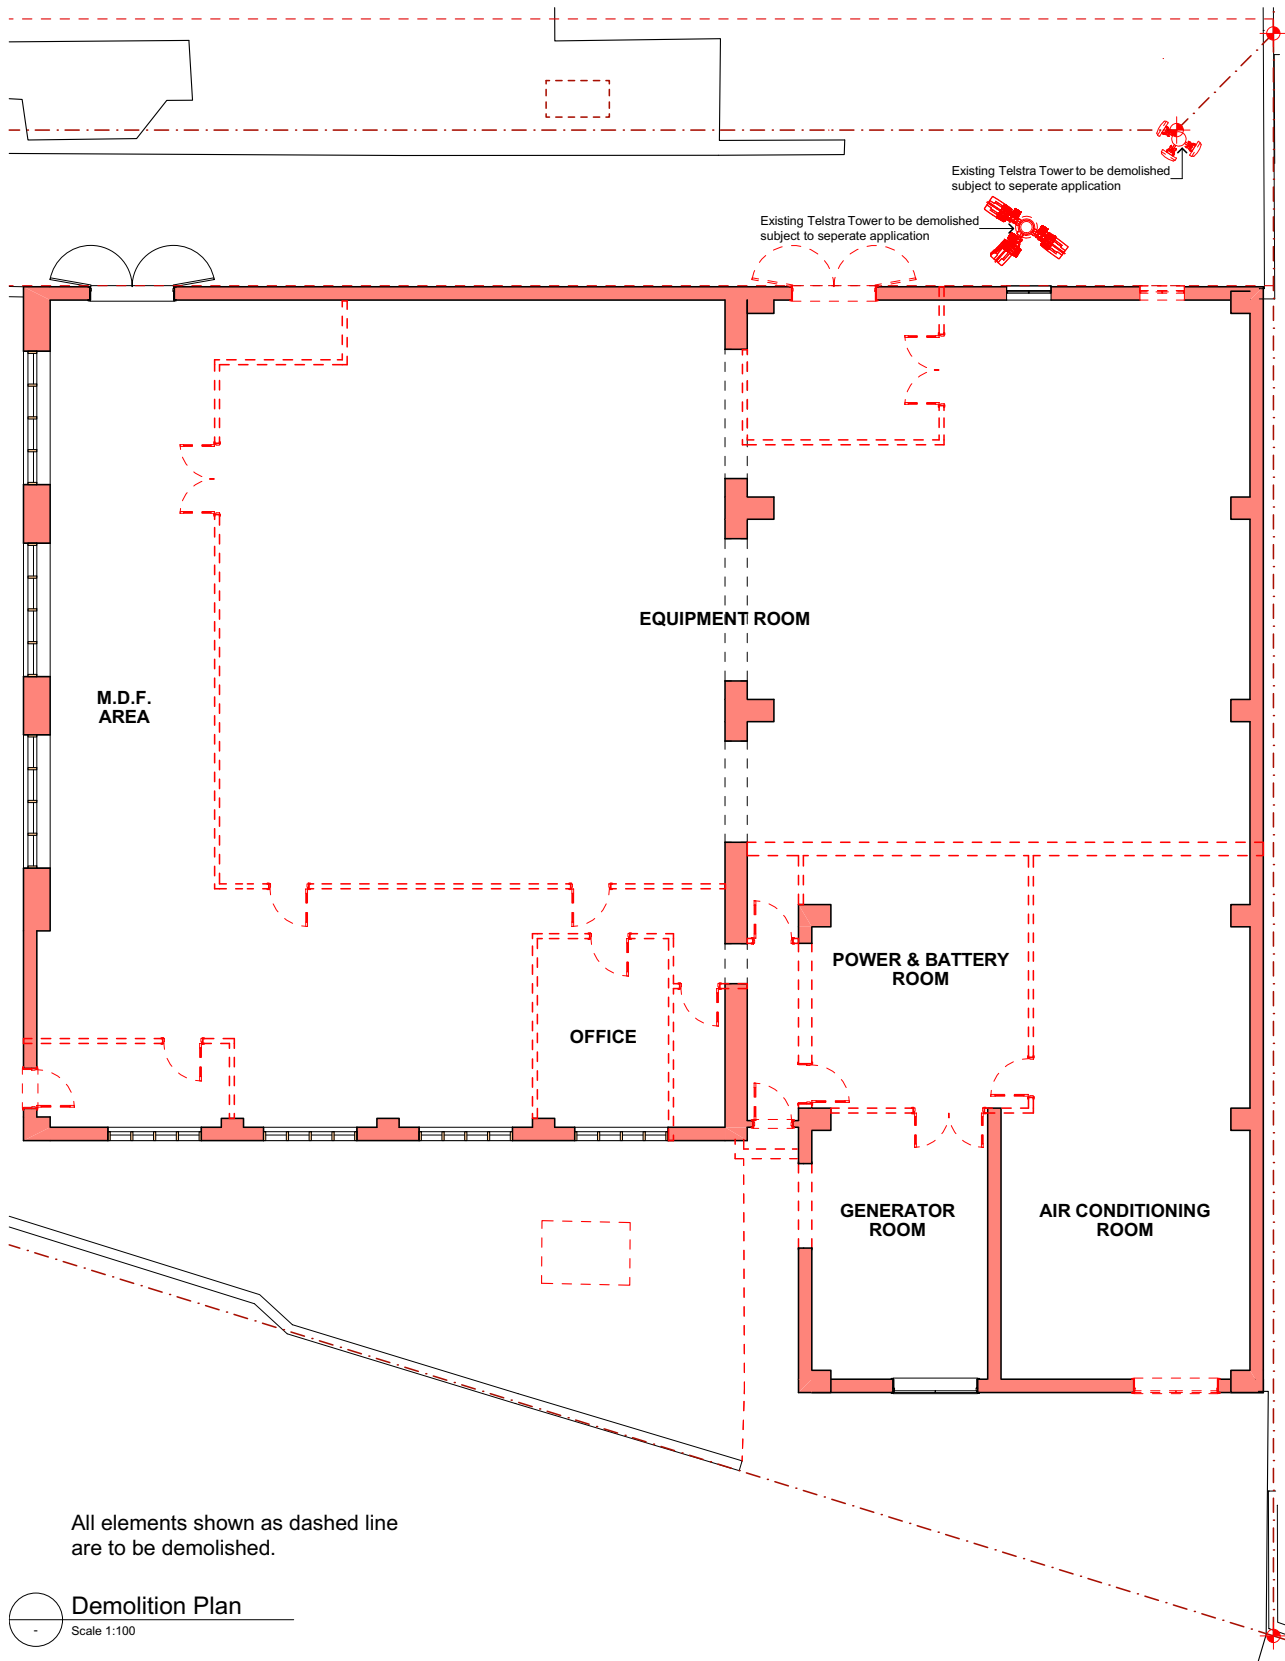 Existing Telstra Tower to be demolished
subject to seperate application
Existing Telstra Tower to be demolished
subject to seperate application
EQUIPMENT ROOM
M.D.F.
AREA
POWER & BATTERY
ROOM
OFFICE
GENERATOR
ROOM
AIR CONDITIONING
ROOM
All elements shown as dashed line
are to be demolished.
Demolition Plan
-
Scale 1:100